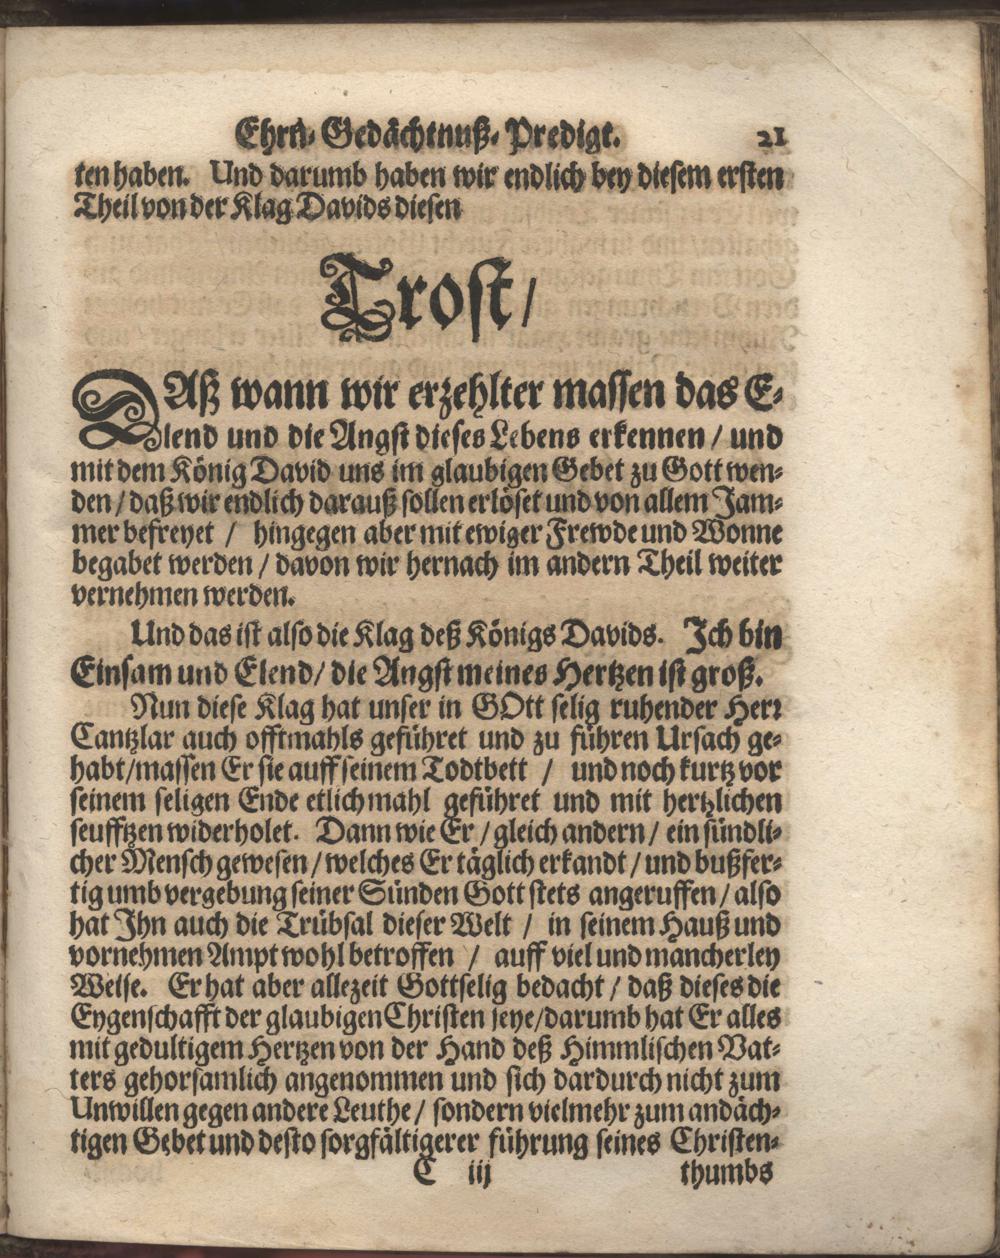 Ehrn- Gedächtnuß- Predigt. 21
ten haben. Und darumb haben wir endlich bey diesem ersten
Theil von der Klag Davids diesen
Trost /
DAß wann wir erzehlter massen das E-
lend und die Angst dieses Lebens erkennen / und
mit dem König David uns im glaubigen Gebet zu Gott wen-
den / daß wir endlich darauß sollen erlöset und von allem Jam-
mer befreyet / hingegen aber mit ewiger Frewde und Wonne
begabet werden / davon wir hernach im andern Theil weiter
vernehmen werden.
Und das ist also die Klag deß Königs Davids. Ich bin
Einsam und Elend / die Angst meines Hertzen ist groß.
Nun diese Klag hat unser in GOtt selig ruhender Herr
Cantzlar auch offtmahls geführet und zu führen Ursach ge-
habt / massen Er sie auff seinem Todtbett / und noch kurtz vor
seinem seligen Ende etlich mahl geführet und mit hertzlichen
seufftzen widerholet. Dann wie Er / gleich andern / ein sündli-
cher Mensch gewesen / welches Er täglich erkandt / und bußfer-
tig umb vergebung seiner Sünden Gott stets angeruffen / also
hat Ihn auch die Trübsal dieser Welt / in seinem Hauß und
vornehmen Ampt wohl betroffen / auff viel und mancherley
Weise. Er hat aber allezeit Gottselig bedacht / daß dieses die
Eygenschafft der glaubigen Christen seye / darumb hat Er alles
mit gedultigem Hertzen von der Hand deß Himmlischen Vat-
ters gehorsamlich angenommen und sich dardurch nicht zum
Unwillen gegen andere Leuthe / sondern vielmehr zum andäch-
tigen Gebet und desto sorgfältigerer führung seines Christen-
C iij thumbs